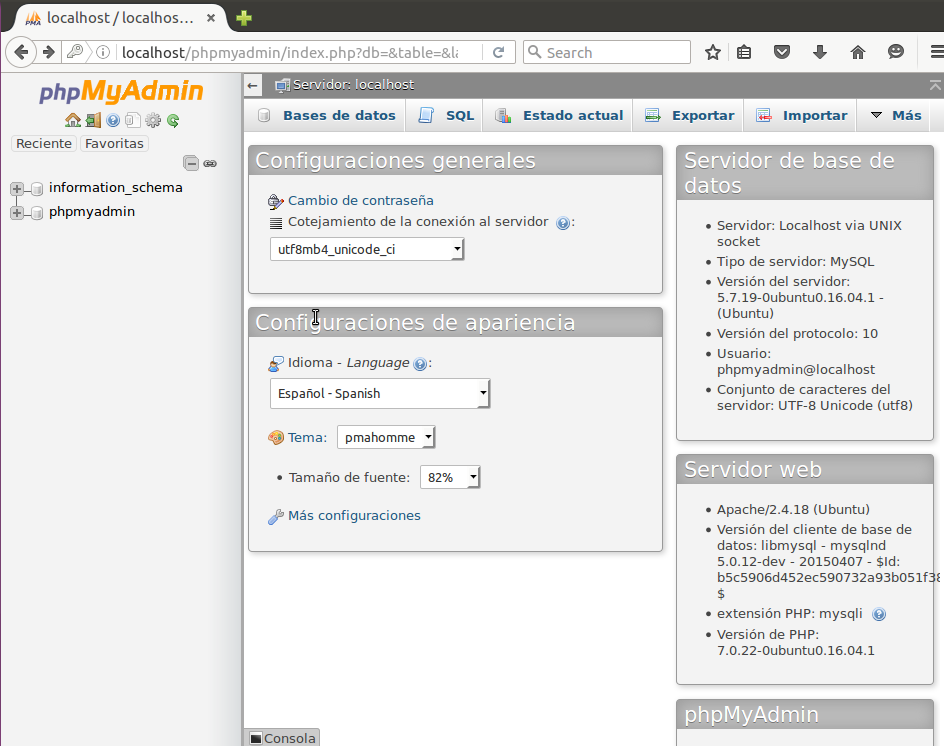 localhost / localhos...
localhost/phpmyadmin/index.php?db=&table=&la
Search
phpMyAdmin
Reciente
Favoritas
information_schema
phpmyadmin
Servidor: localhost
Bases de datos
SQL
Estado actual
Exportar
Importar
Más
Configuraciones generales
Cambio de contraseña
Cotejamiento de la conexión al servidor :
utf8mb4_unicode_ci
Configuraciones de apariencia
Idioma - Language :
Español - Spanish
Tema: pmahomme
• Tamaño de fuente: 82%
Más configuraciones
Servidor de base de
datos
• Servidor: Localhost via UNIX
socket
• Tipo de servidor: MySQL
• Versión del servidor:
5.7.19-0ubuntu0.16.04.1 -
(Ubuntu)
• Versión del protocolo: 10
• Usuario:
phpmyadmin@localhost
• Conjunto de caracteres del
servidor: UTF-8 Unicode (utf8)
Servidor web
• Apache/2.4.18 (Ubuntu)
• Versión del cliente de base de
datos: libmysql - mysqlnd
5.0.12-dev - 20150407 - $Id:
b5c5906d452ec590732a93b051f38
$
• extensión PHP: mysqli
• Versión de PHP:
7.0.22-0ubuntu0.16.04.1
phpMyAdmin
Consola